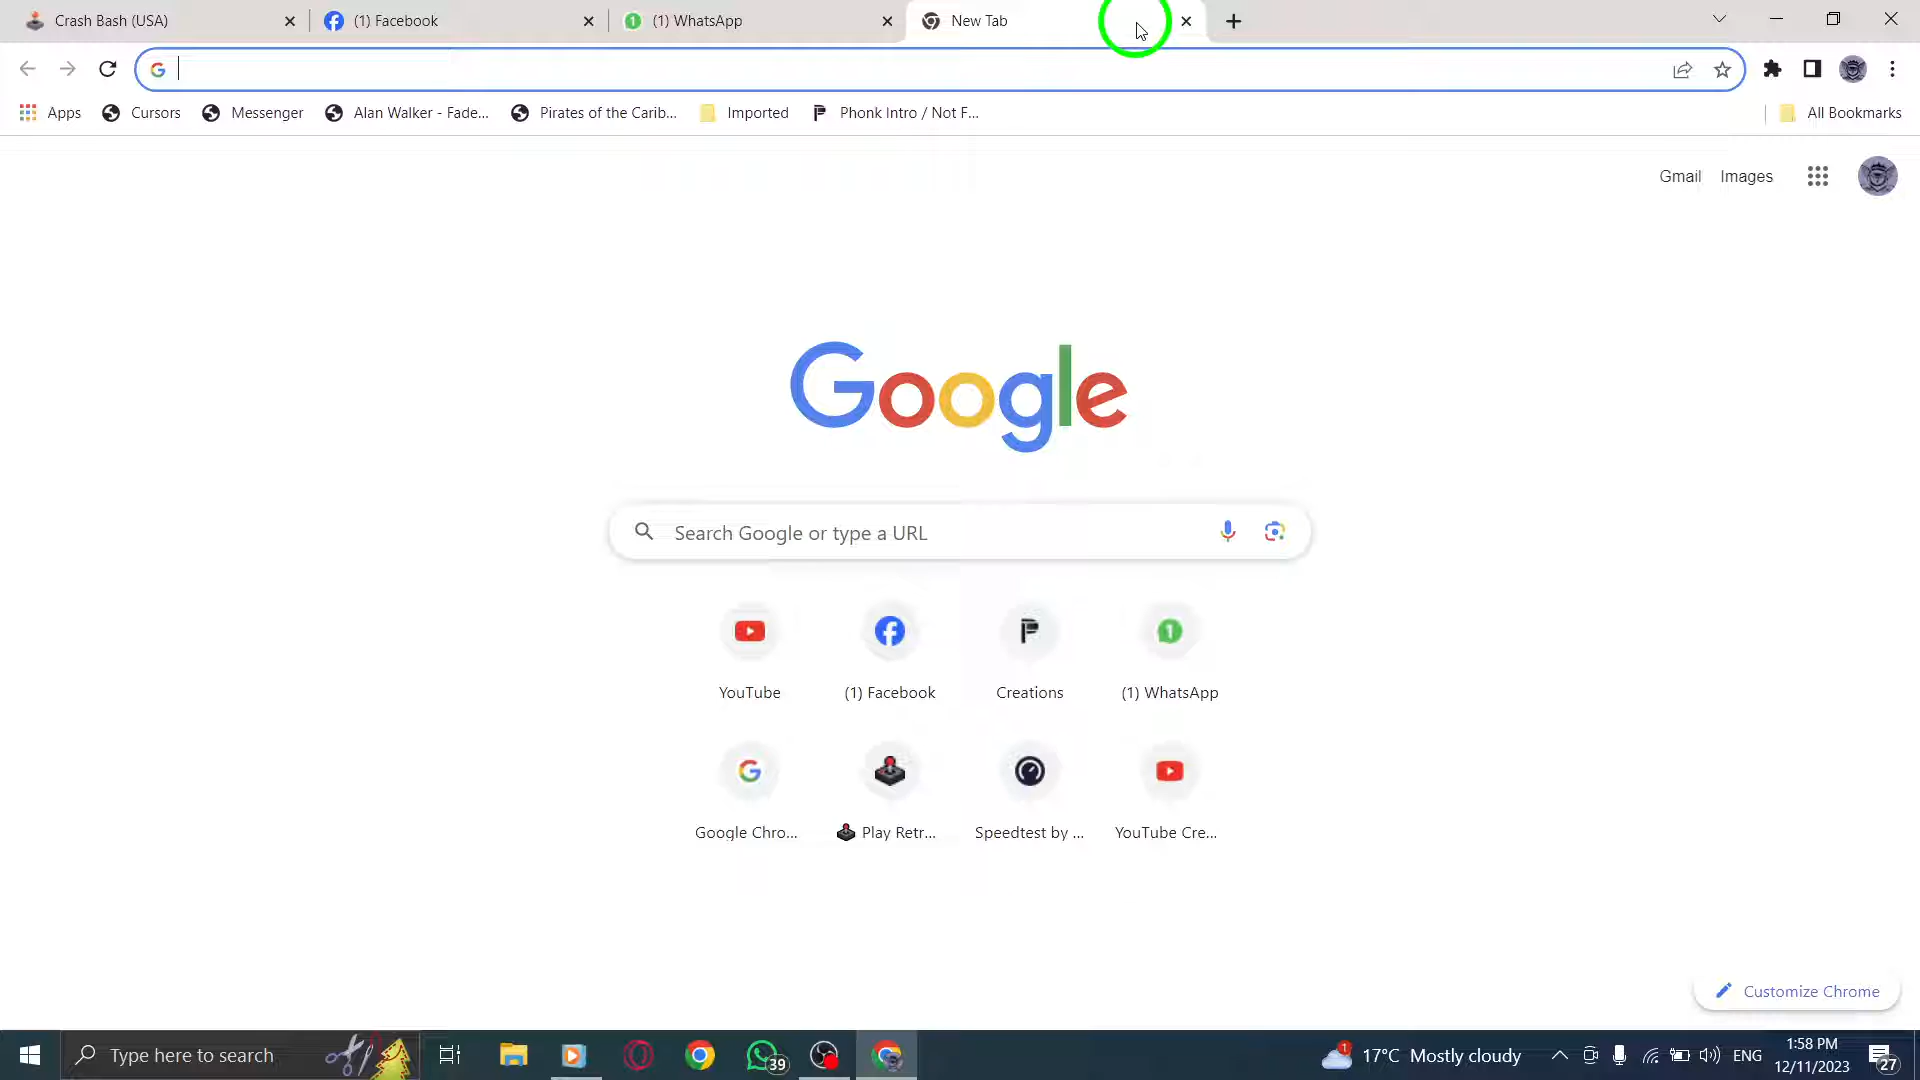 Crash Bash (USA) (1) Facebook (1) WhatsApp New Tab
Apps Cursors Messenger Alan Walker - Fade... Pirates of the Carib... Imported Phonk Intro / Not F... All Bookmarks
Gmail Images
Google
Search Google or type a URL
YouTube (1) Facebook Creations (1) WhatsApp
Google Chro... Play Retr... Speedtest by ... YouTube Cre...
Customize Chrome
Type here to search 39 1 17°C Mostly cloudy ENG 1:58 PM
12/11/2023 27